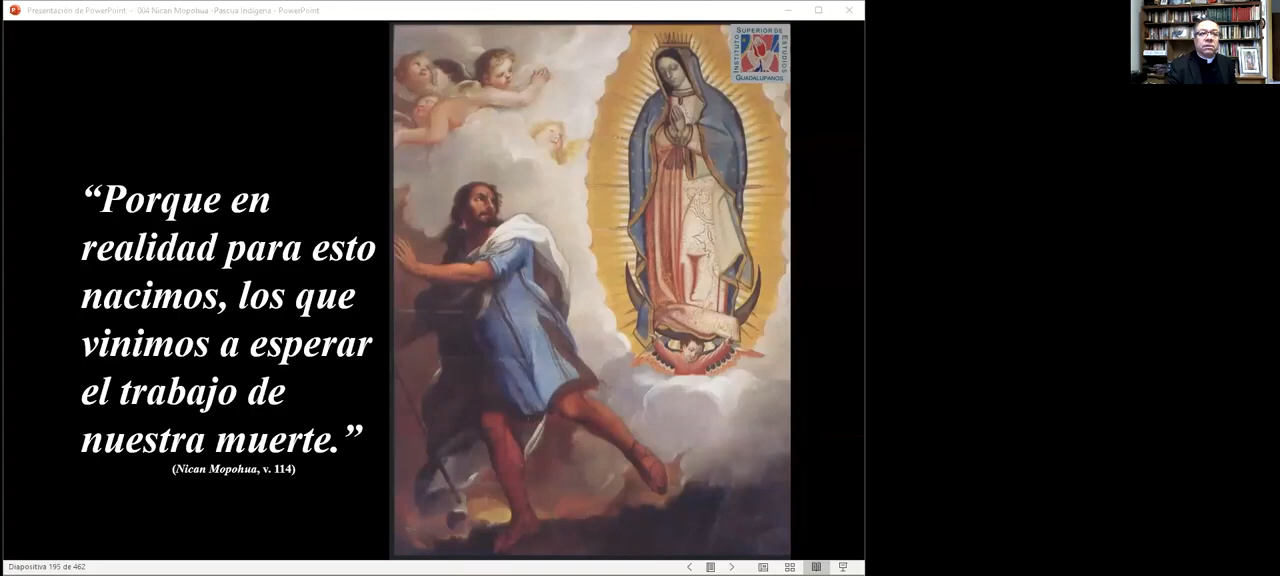 Presentación de PowerPoint - 004 Nican Mopohua -Pascua Indígena - PowerPoint
SUPERIOR DE
INSTITUTO
ESTUDIOS
GUADALUPANOS
“Porque en
realidad para esto
nacimos, los que
vinimos a esperar
el trabajo de
nuestra muerte.”
(Nican Mopohua, v. 114)
Diapositiva 195 de 462